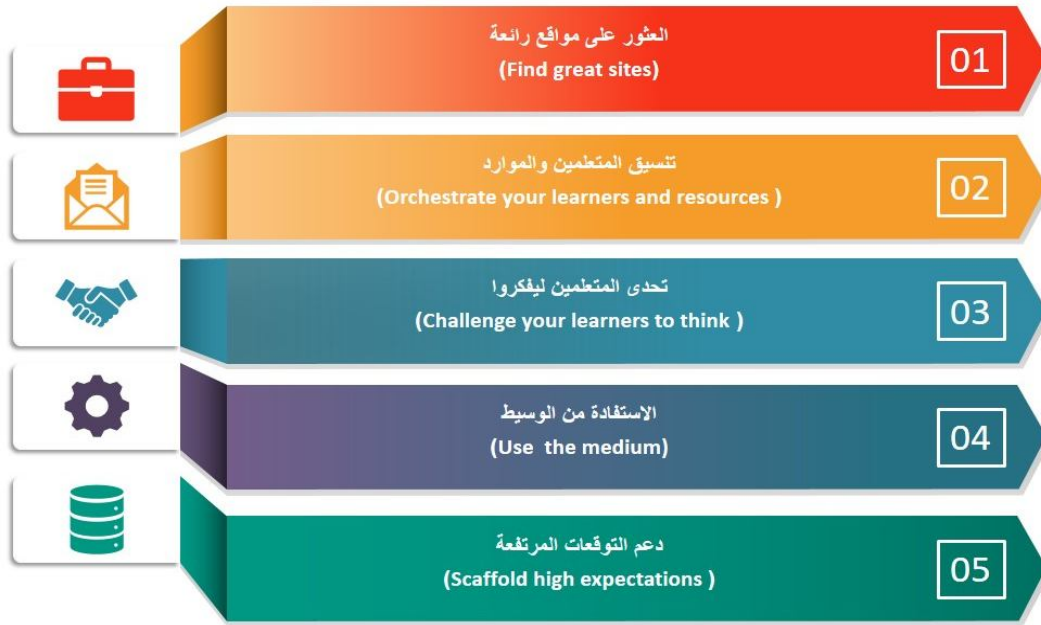 العثور على مواقع رائعة
(Find great sites)
01
تنسيق المتعلمين والموارد
(Orchestrate your learners and resources )
02
تحدى المتعلمين ليفكروا
(Challenge your learners to think )
03
الاستفادة من الوسيط
(Use  the medium)
04
دعم التوقعات المرتفعة
(Scaffold high expectations )
05